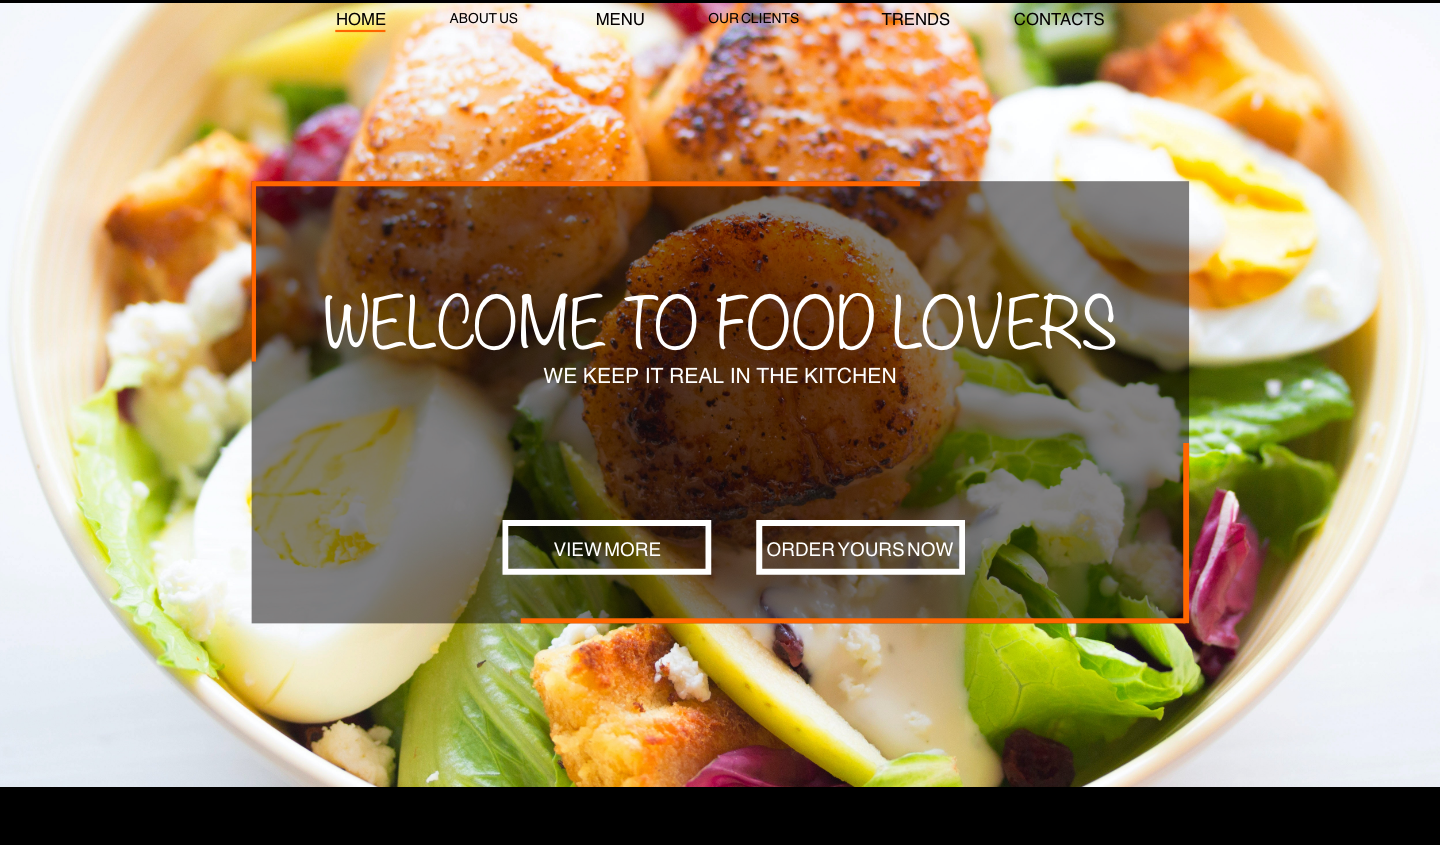 HOME ABOUT US MENU OUR CLIENTS TRENDS CONTACTS
WELCOME TO FOOD LOVERS
WE KEEP IT REAL IN THE KITCHEN
VIEW MORE ORDER YOURS NOW